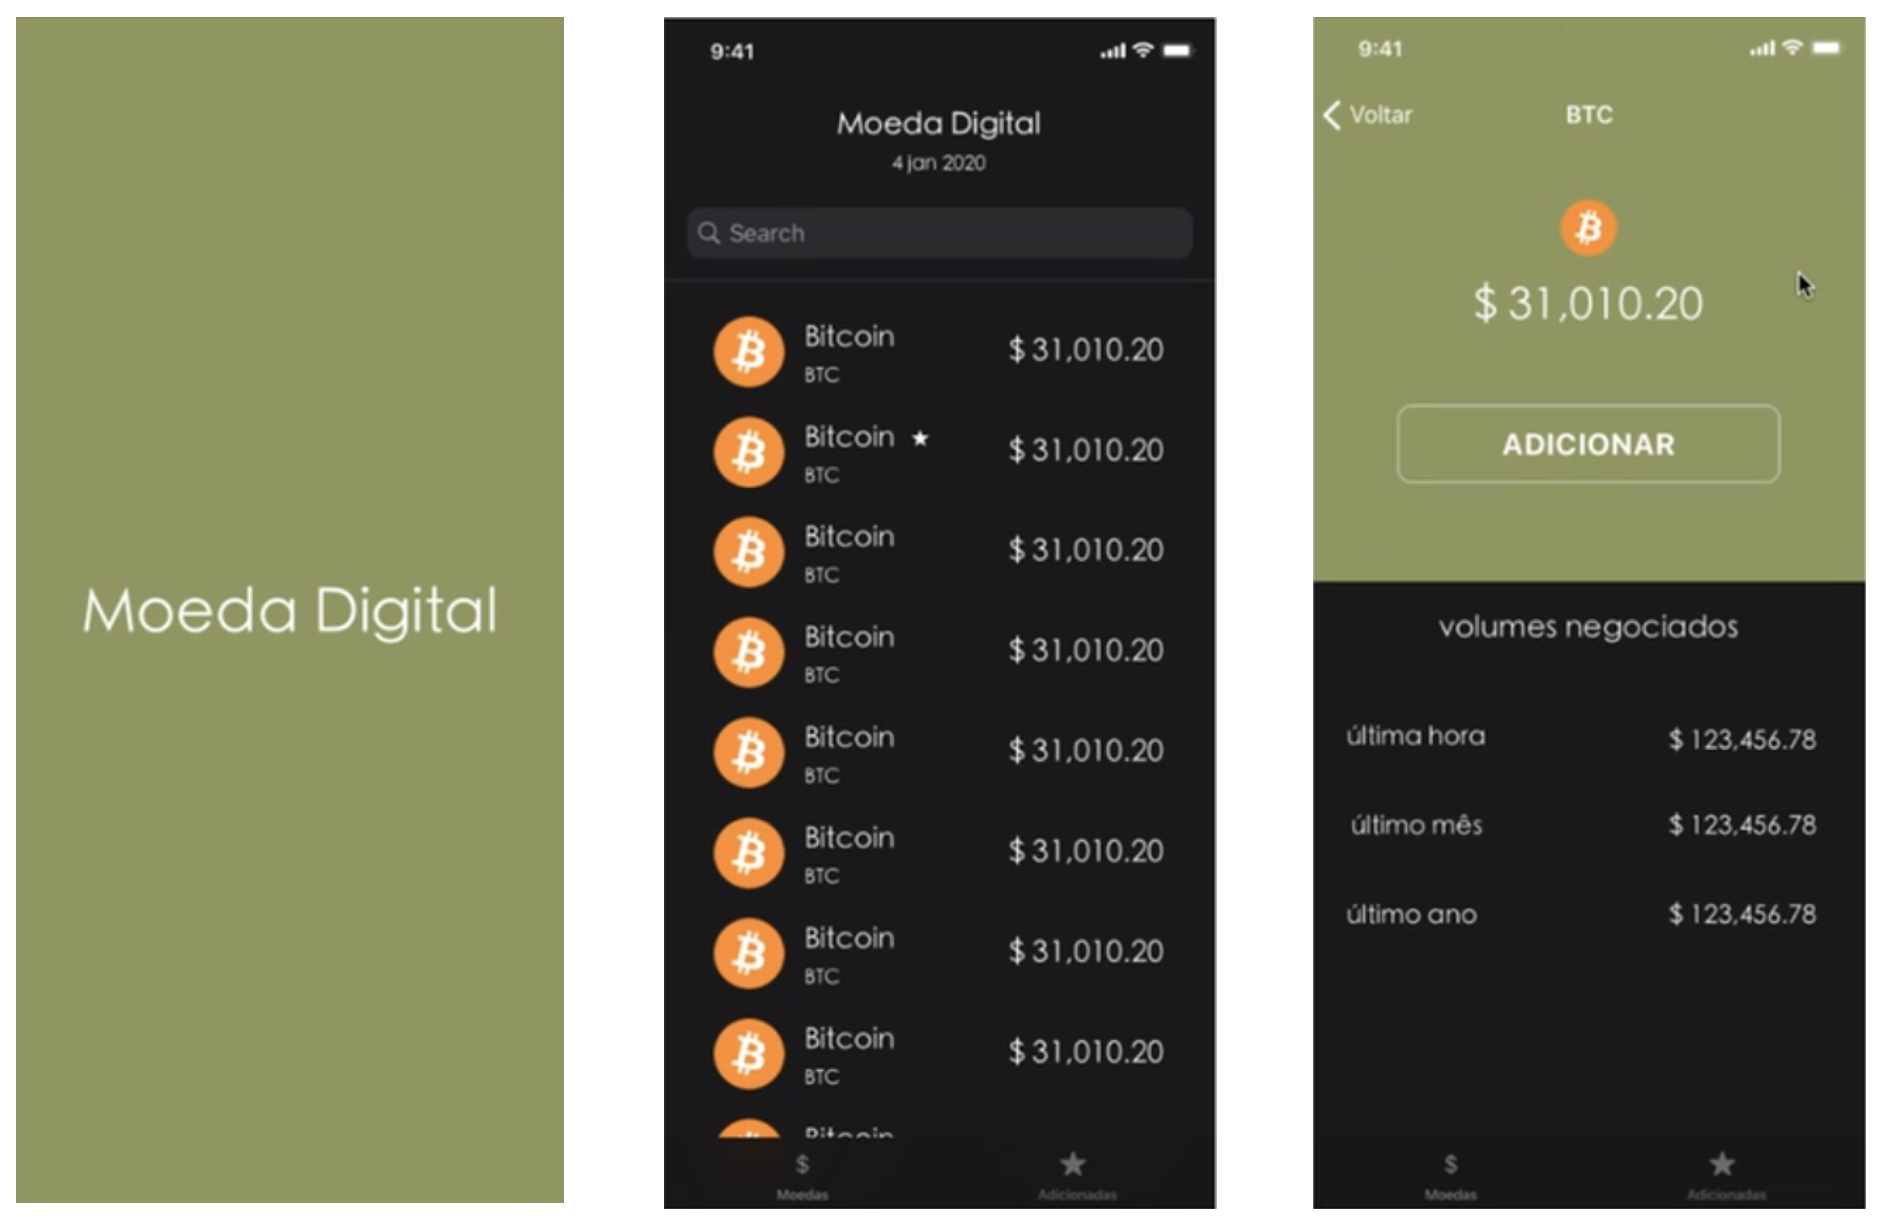 Moeda Digital
9:41
Moeda Digital
4 jan 2020
Search
Bitcoin
BTC
$ 31,010.20
Bitcoin ★
BTC
$ 31,010.20
Bitcoin
BTC
$ 31,010.20
Bitcoin
BTC
$ 31,010.20
Bitcoin
BTC
$ 31,010.20
Bitcoin
BTC
$ 31,010.20
Bitcoin
BTC
$ 31,010.20
Bitcoin
BTC
$ 31,010.20
Bitcoin
$
Moedas
Adicionadas
9:41
Voltar
BTC
$ 31,010.20
ADICIONAR
volumes negociados
última hora $ 123,456.78
último mês $ 123,456.78
último ano $ 123,456.78
$
Moedas
Adicionadas